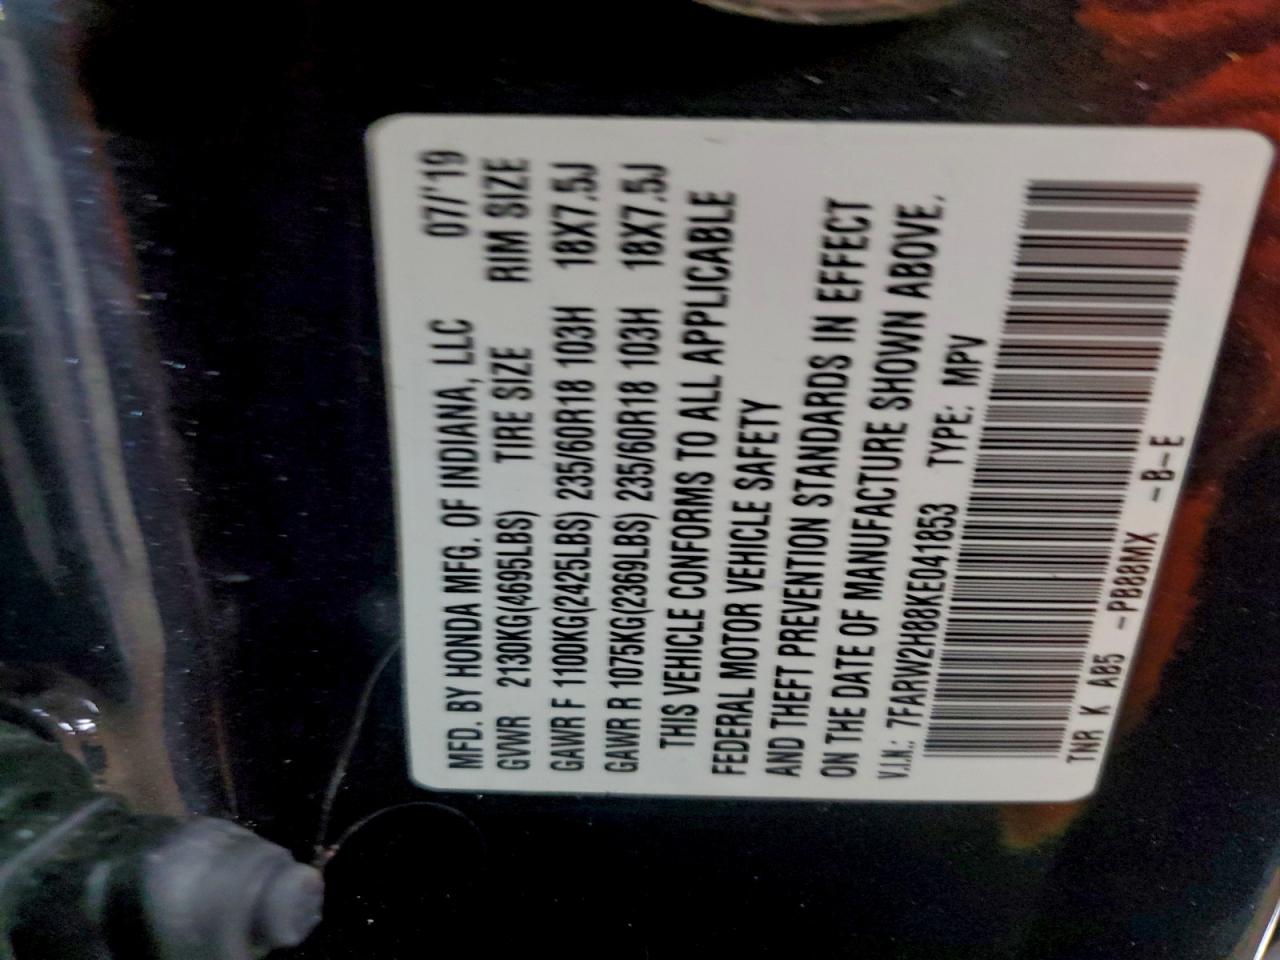 MFD. BY HONDA MFG. OF INDIANA, LLC 07/'19
GVWR 2130KG(4695LBS) TIRE SIZE RIM SIZE
GAWR F 1100KG(2425LBS) 235/60R18 103H 18X7.5J
GAWR R 1075KG(2369LBS) 235/60R18 103H 18X7.5J
THIS VEHICLE CONFORMS TO ALL APPLICABLE
FEDERAL MOTOR VEHICLE SAFETY
AND THEFT PREVENTION STANDARDS IN EFFECT
ON THE DATE OF MANUFACTURE SHOWN ABOVE.
V.I.N.: 7FARW2H88KE041853 TYPE: MPV
TNR K AB5 -PB88MX -B-E